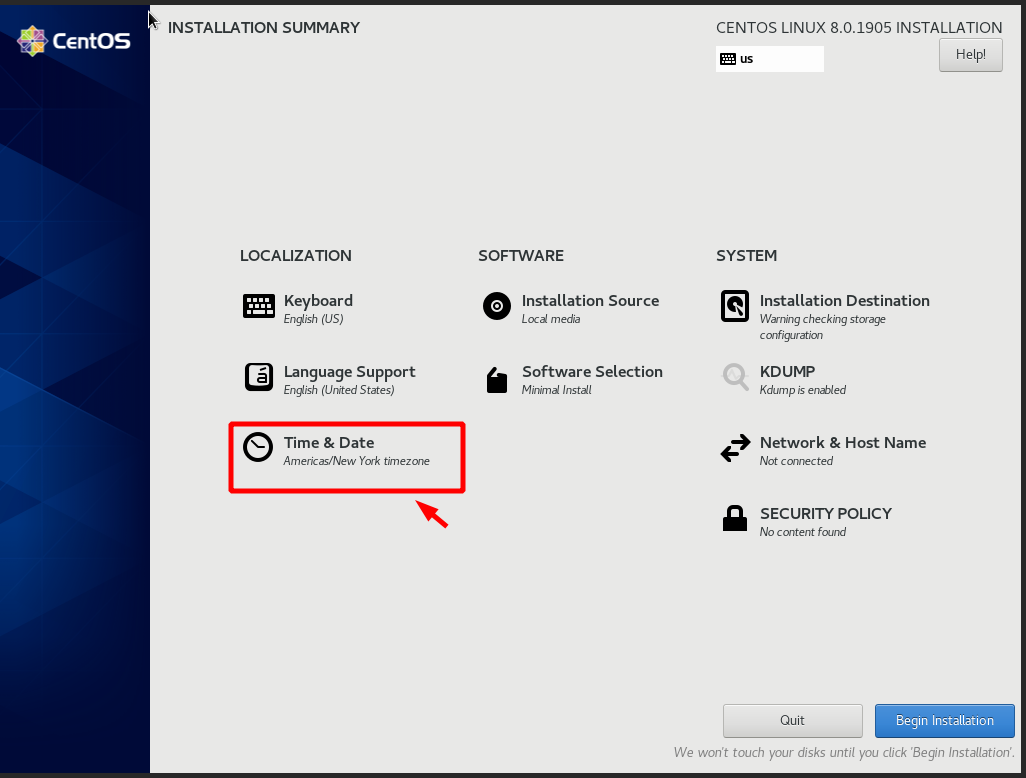 CentOS
INSTALLATION SUMMARY
CENTOS LINUX 8.0.1905 INSTALLATION
us
Help!
LOCALIZATION
Keyboard
English (US)
Language Support
English (United States)
Time & Date
Americas/New York timezone
SOFTWARE
Installation Source
Local media
Software Selection
Minimal Install
SYSTEM
Installation Destination
Warning checking storage
configuration
KDUMP
Kdump is enabled
Network & Host Name
Not connected
SECURITY POLICY
No content found
Quit
Begin Installation
We won't touch your disks until you click 'Begin Installation'.